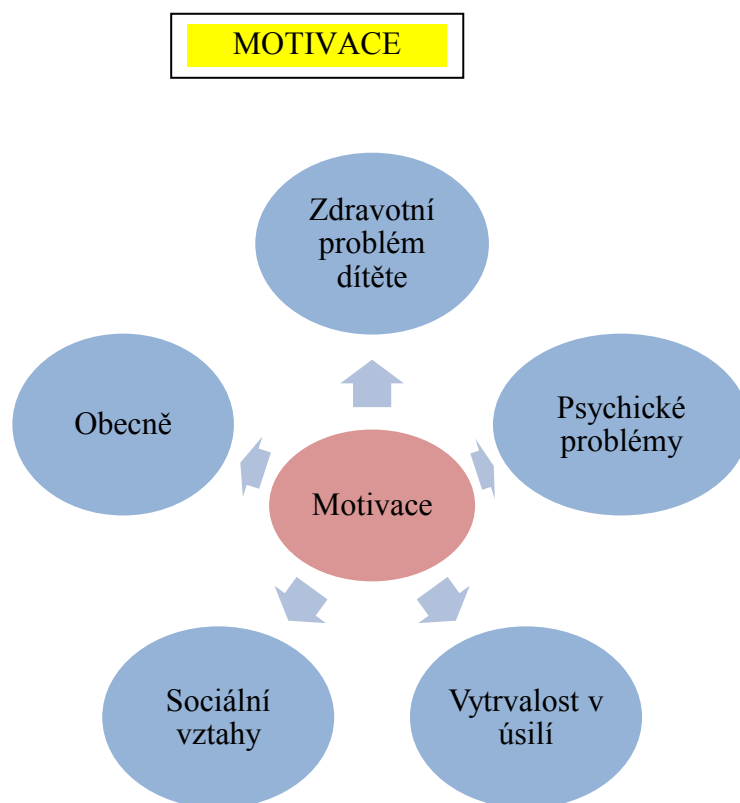 MOTIVACE
Zdravotní
problém
dítěte
Obecně
Psychické
problémy
Motivace
Sociální
vztahy
Vytrvalost v
úsilí